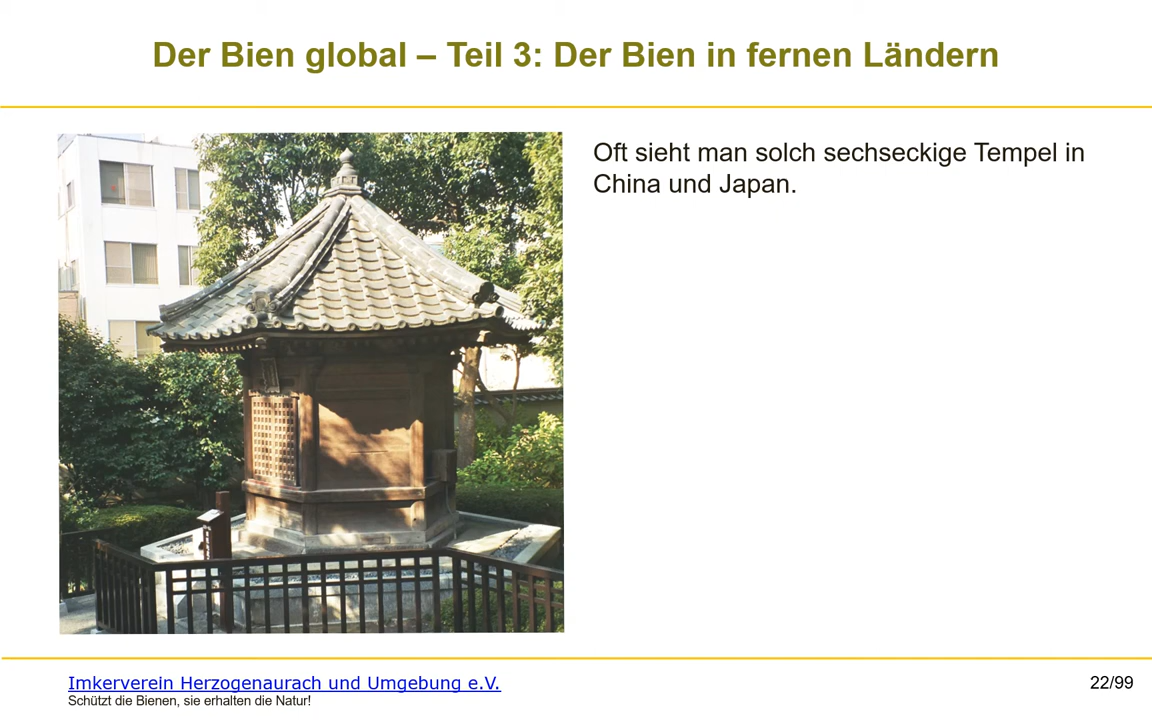 Der Bien global – Teil 3: Der Bien in fernen Ländern
Oft sieht man solch sechseckige Tempel in
China und Japan.
Imkerverein Herzogenaurach und Umgebung e.V.
Schützt die Bienen, sie erhalten die Natur!
22/99